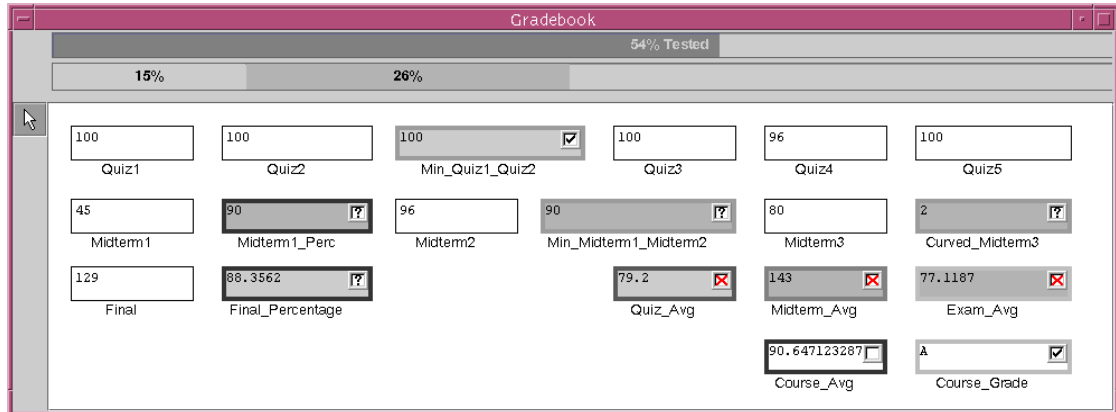 Gradebook
54% Tested
15% 26%
100 100 100 100 96 100
Quiz1 Quiz2 Min_Quiz1_Quiz2 Quiz3 Quiz4 Quiz5
45 90 ? 96 90 ? 80 2 ?
Midterm1 Midterm1_Perc Midterm2 Min_Midterm1_Midterm2 Midterm3 Curved_Midterm3
129 88.3562 ? 79.2 143 77.1187
Final Final_Percentage Quiz_Avg Midterm_Avg Exam_Avg
90.647123287 A
Course_Avg Course_Grade